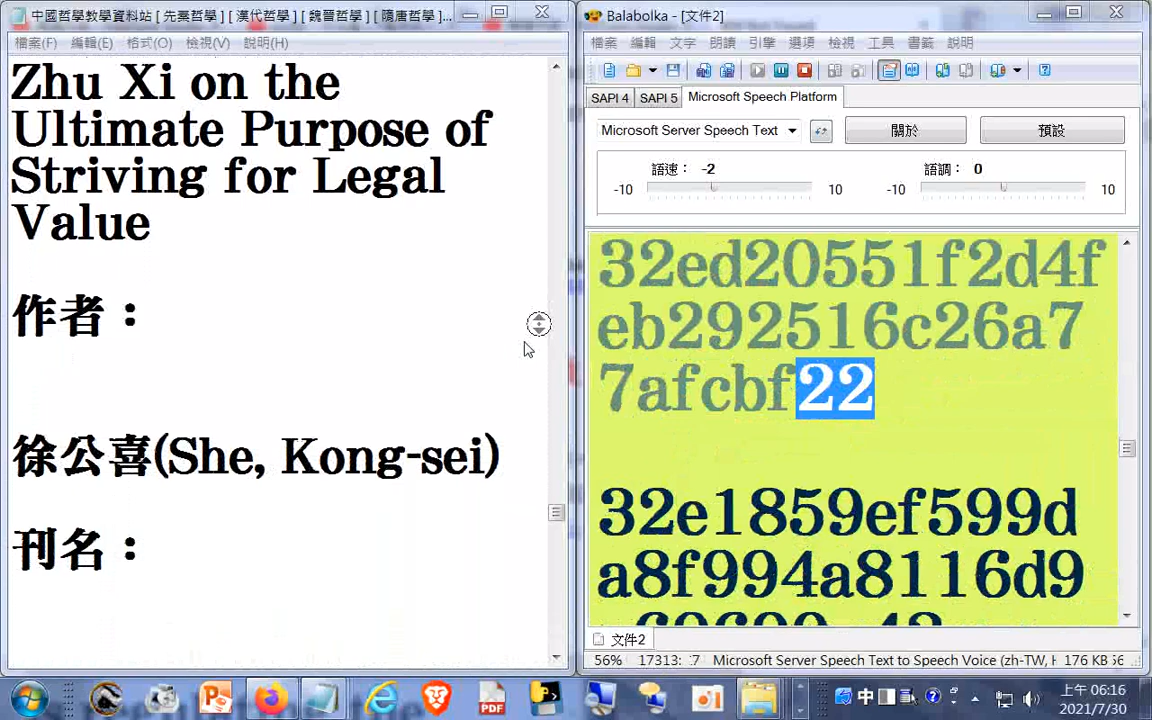 中國哲學教學資料站 [ 先秦哲學 ] [ 漢代哲學 ] [ 魏晉哲學 ] [ 隋唐哲學 ]...
檔案(F) 編輯(E) 格式(O) 檢視(V) 說明(H)
Zhu Xi on the
Ultimate Purpose of
Striving for Legal
Value
作者：
徐公喜(She, Kong-sei)
刊名：
Balabolka - [文件2]
檔案 編輯 文字 朗讀 引擎 選項 檢視 工具 書籤 說明
SAPI 4 SAPI 5 Microsoft Speech Platform
Microsoft Server Speech Text 關於 預設
語速： -2 語調： 0
-10 10 -10 10
32ed20551f2d4f
eb292516c26a7
7afcbf22
32e1859ef599d
a8f994a8116d9
文件2
56% 17313: Microsoft Server Speech Text to Speech Voice (zh-TW, 176 KB
中
PDF
上午 06:16
2021/7/30